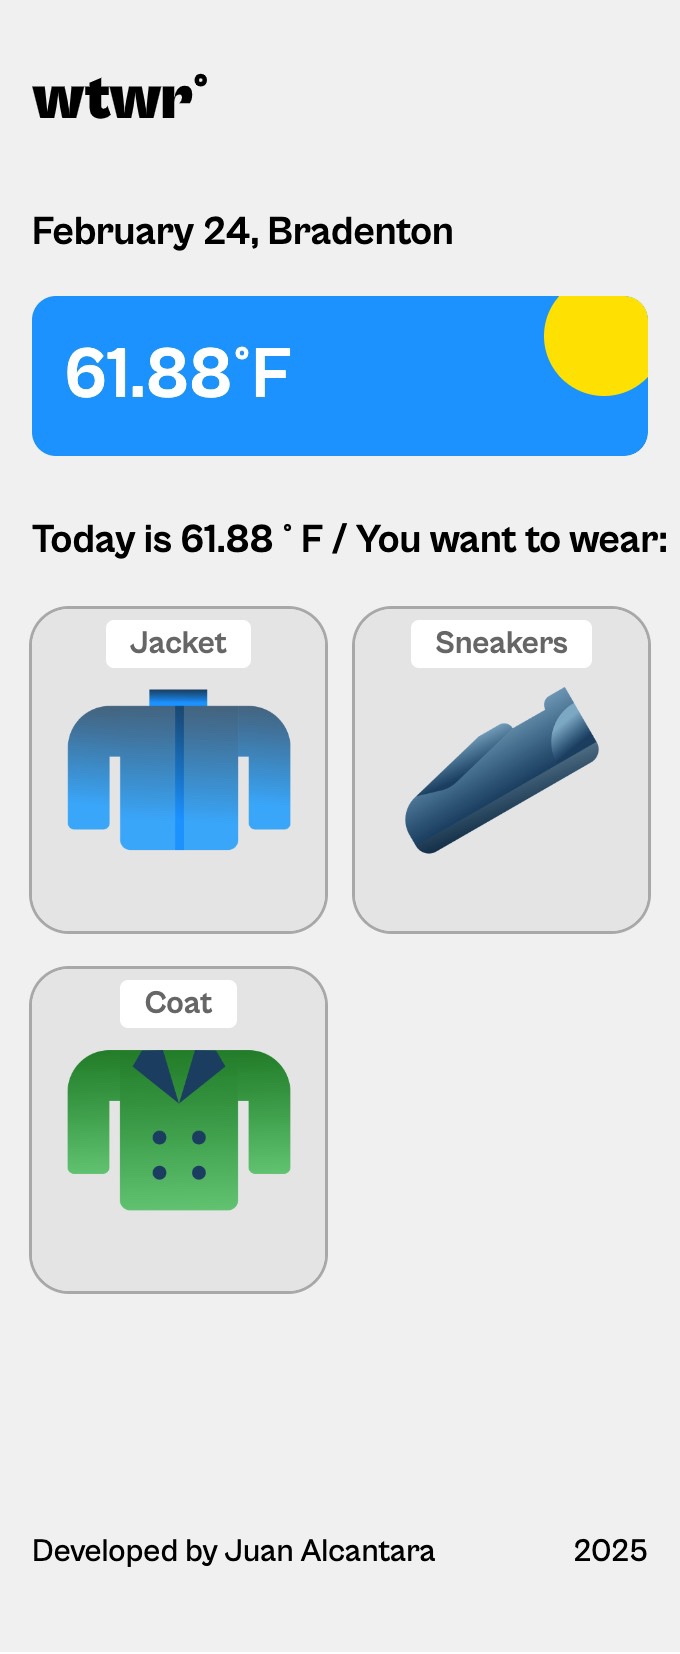 wtwr°
February 24, Bradenton
61.88°F
Today is 61.88 ° F / You want to wear:
Jacket
Sneakers
Coat
Developed by Juan Alcantara
2025